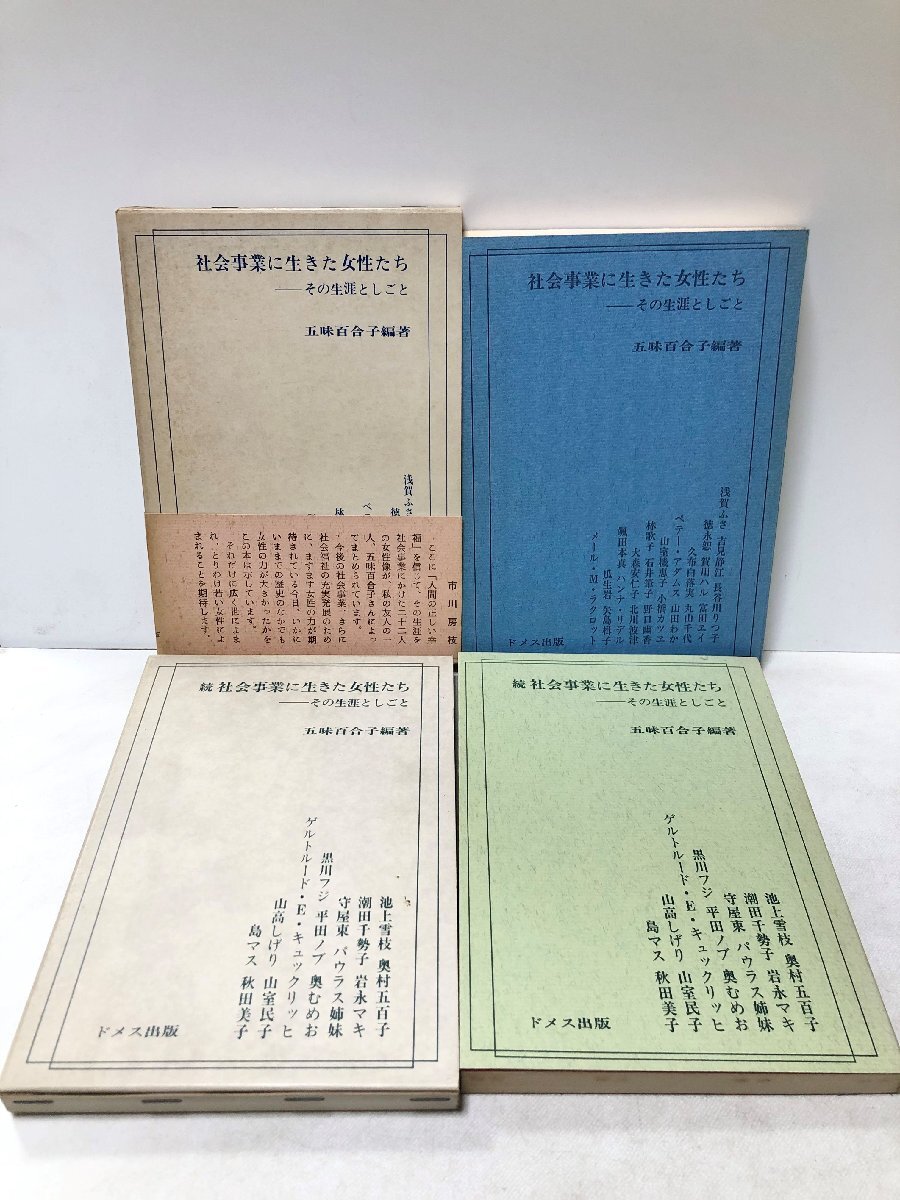 社会事業に生きた女性たち
――その生涯としごと
五味百合子編著
浅賀ふさ
市川房枝
ここに「人間の正しい幸
福」を信じて、その生涯を
社会事業にかけた二十二人
の女性像が、私の友人の一
人、五味百合子さんによっ
てまとめられています。
今後の社会事業、さらに
社会福祉の充実発展のため
に、ますます女性の力が期
待されている今日、いかに
いままでの歴史のなかでも
女性の力が大きかったかを
この本は示しています。
それだけに広く世によま
れ、とりわけ若い女性によ
まれることを期待します。
社会事業に生きた女性たち
――その生涯としごと
五味百合子編著
浅賀ふさ 吉見静江 長谷川りつ子
徳永恕 賀川ハル 富田エイ
久布白落実 丸山千代
ペテー・アダムス 山田わか
山室機恵子 小橋カツエ
林歌子 石井筆子 野口幽香
大森安仁子 北川波津
颯田本真 ハンナ・リデル
瓜生岩 矢島楫子
メール・M・ラクロット
ドメス出版
続 社会事業に生きた女性たち
――その生涯としごと
五味百合子編著
池上雪枝 奥村五百子
潮田千勢子 岩永マキ
守屋東 パウラス姉妹
黒川フジ 平田ノブ 奥むめお
ゲルトルード・E・キュックリッヒ
山高しげり 山室民子
島マス 秋田美子
ドメス出版
続 社会事業に生きた女性たち
――その生涯としごと
五味百合子編著
池上雪枝 奥村五百子
潮田千勢子 岩永マキ
守屋東 パウラス姉妹
黒川フジ 平田ノブ 奥むめお
ゲルトルード・E・キュックリッヒ
山高しげり 山室民子
島マス 秋田美子
ドメス出版